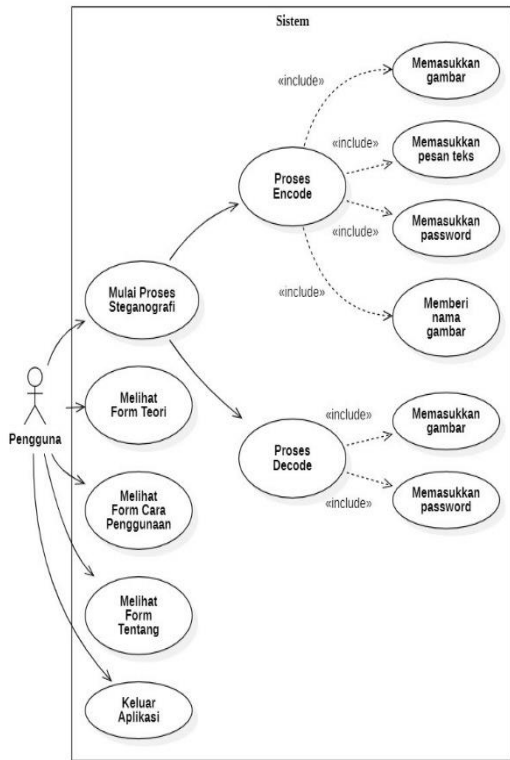 Sistem
«include»
Memasukkan
gambar
«include»
Memasukkan
pesan teks
Proses
Encode
«include»
Memasukkan
password
«include»
Memberi
nama
gambar
Mulai Proses
Steganografi
Pengguna
Melihat
Form Teori
Proses
Decode
«include»
Memasukkan
gambar
«include»
Memasukkan
password
Melihat
Form Cara
Penggunaan
Melihat
Form
Tentang
Keluar
Aplikasi